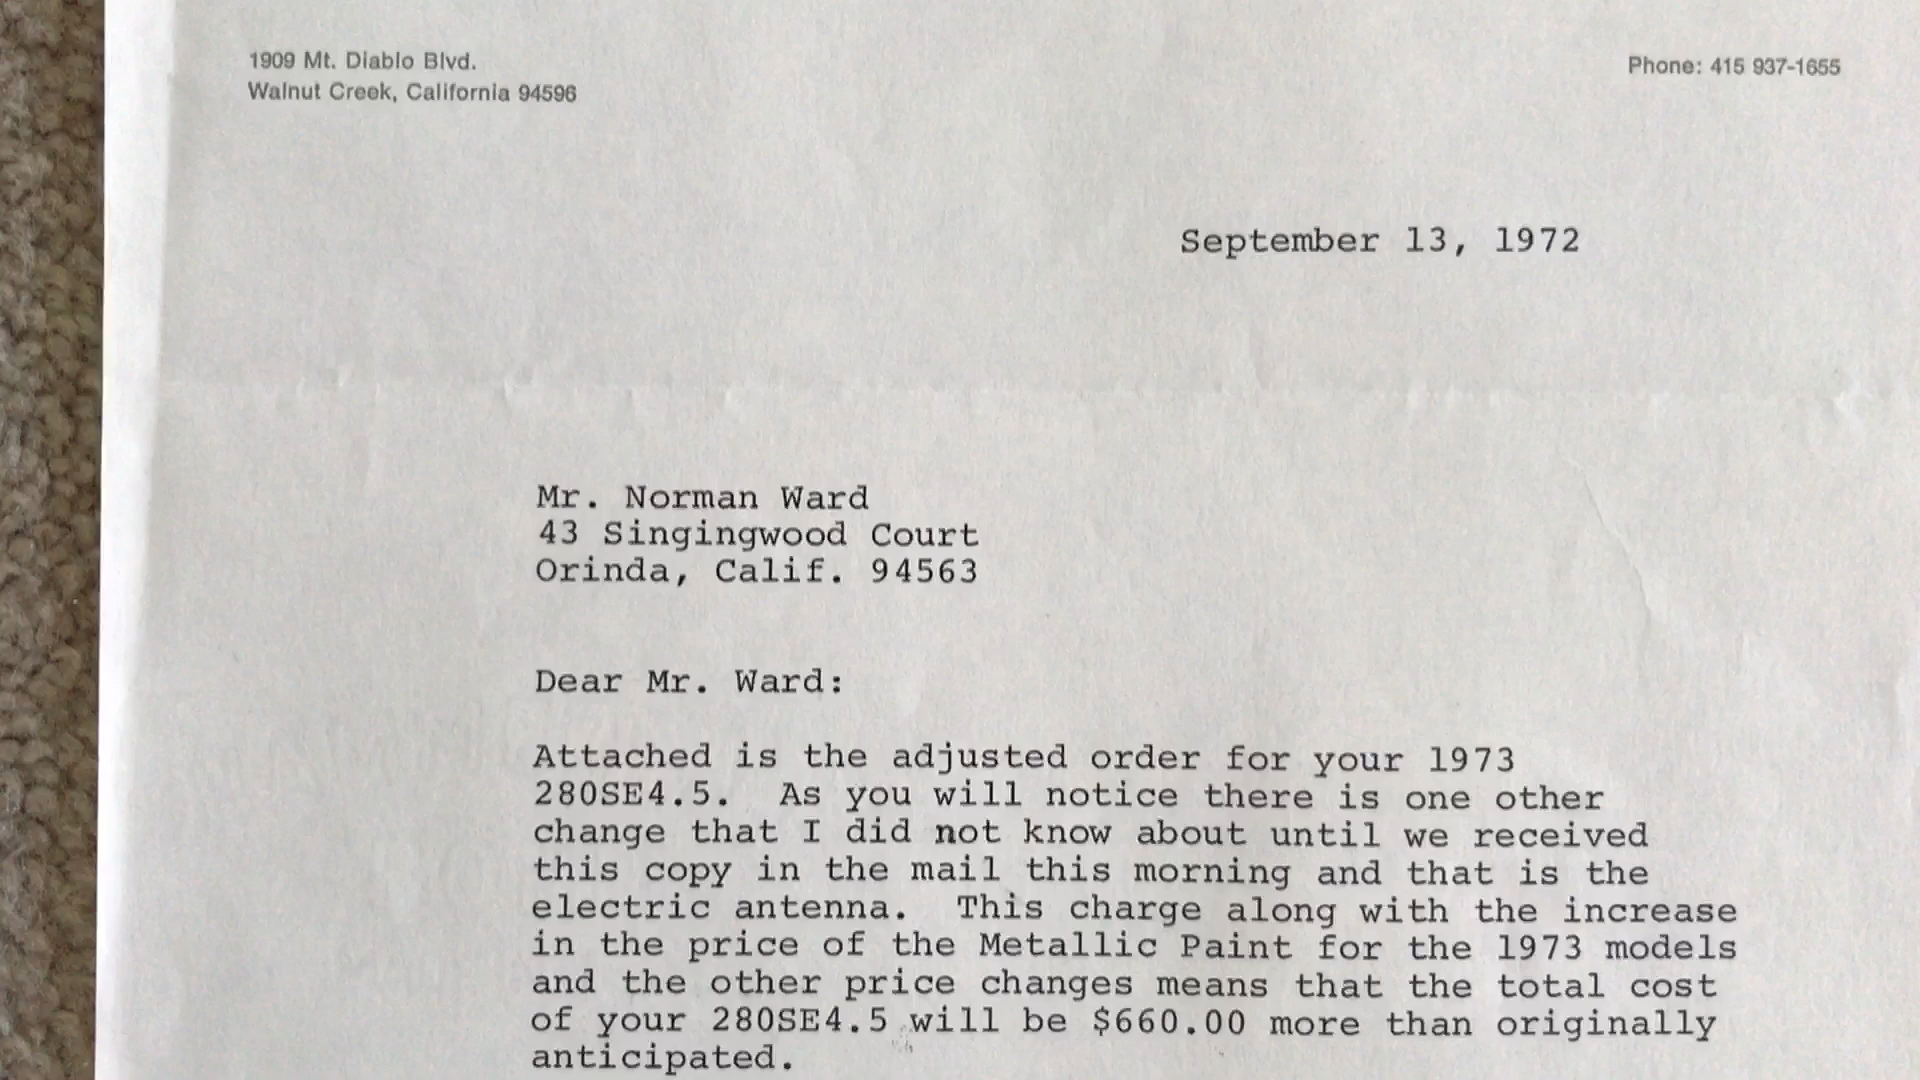 1909 Mt. Diablo Blvd.
Walnut Creek, California 94596
Phone: 415 937-1655
September 13, 1972
Mr. Norman Ward
43 Singingwood Court
Orinda, Calif. 94563
Dear Mr. Ward:
Attached is the adjusted order for your 1973
280SE4.5.  As you will notice there is one other
change that I did not know about until we received
this copy in the mail this morning and that is the
electric antenna.  This charge along with the increase
in the price of the Metallic Paint for the 1973 models
and the other price changes means that the total cost
of your 280SE4.5 will be $660.00 more than originally
anticipated.